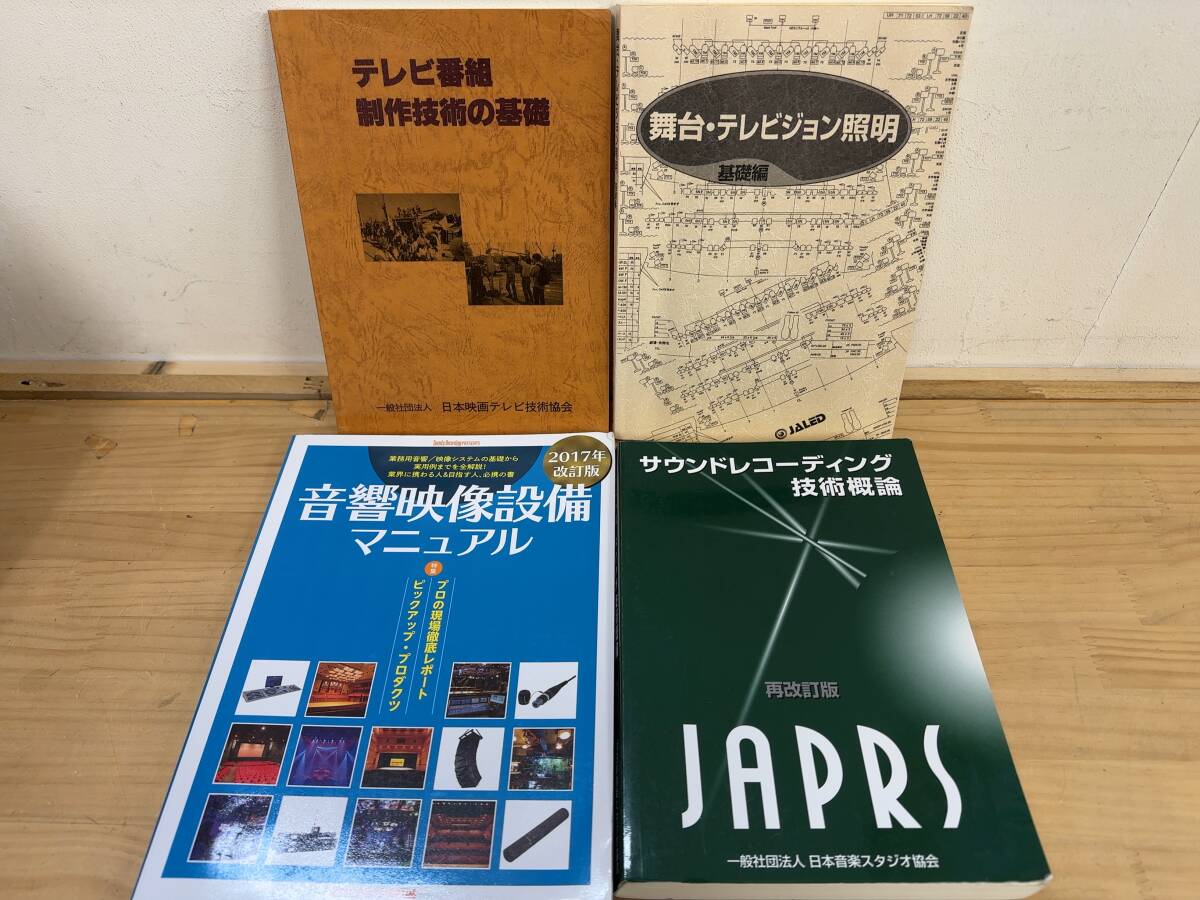 テレビ番組
制作技術の基礎
一般社団法人 日本映画テレビ技術協会
舞台・テレビジョン照明
基礎編
JALED
業務用音響/映像システムの基礎から
実用例までを全解説!
業界に携わる人&目指す人、必携の書
2017年
改訂版
音響映像設備
マニュアル
特集
プロの現場徹底レポート
ピックアップ・プロダクツ
サウンドレコーディング
技術概論
再改訂版
JAPRS
一般社団法人 日本音楽スタジオ協会